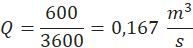 Q = 600/3600 = 0,167 m³/s